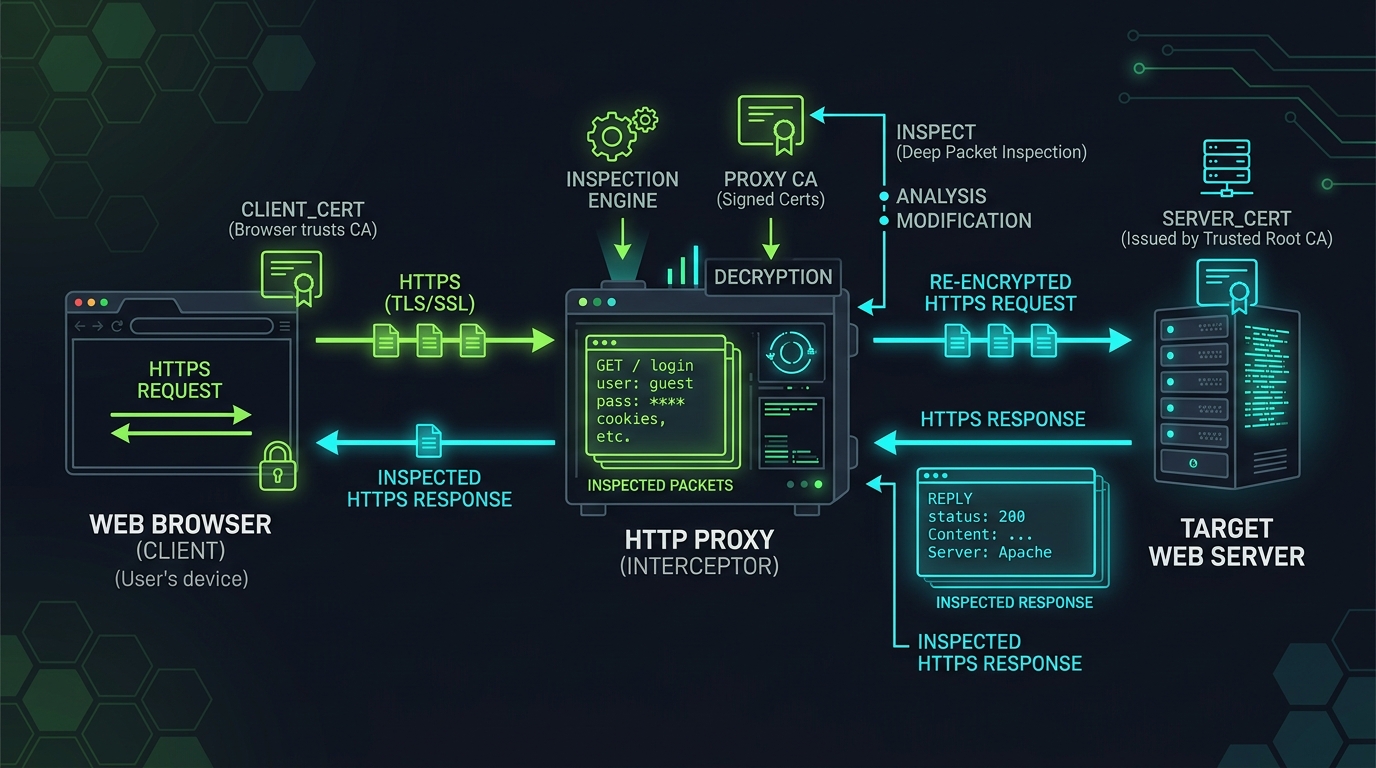 CLIENT_CERT
(Browser trusts CA)
HTTPS
REQUEST
WEB BROWSER
(CLIENT)
(User's device)
HTTPS
(TLS/SSL)
INSPECTED
HTTPS RESPONSE
INSPECTION
ENGINE
PROXY CA
(Signed Certs)
DECRYPTION
GET / login
user: guest
pass: ****
cookies,
etc.
INSPECTED PACKETS
HTTP PROXY
(INTERCEPTOR)
INSPECT
(Deep Packet Inspection)
ANALYSIS
MODIFICATION
RE-ENCRYPTED
HTTPS REQUEST
HTTPS RESPONSE
REPLY
status: 200
Content: ...
Server: Apache
INSPECTED RESPONSE
INSPECTED
HTTPS RESPONSE
SERVER_CERT
(Issued by Trusted Root CA)
TARGET
WEB SERVER